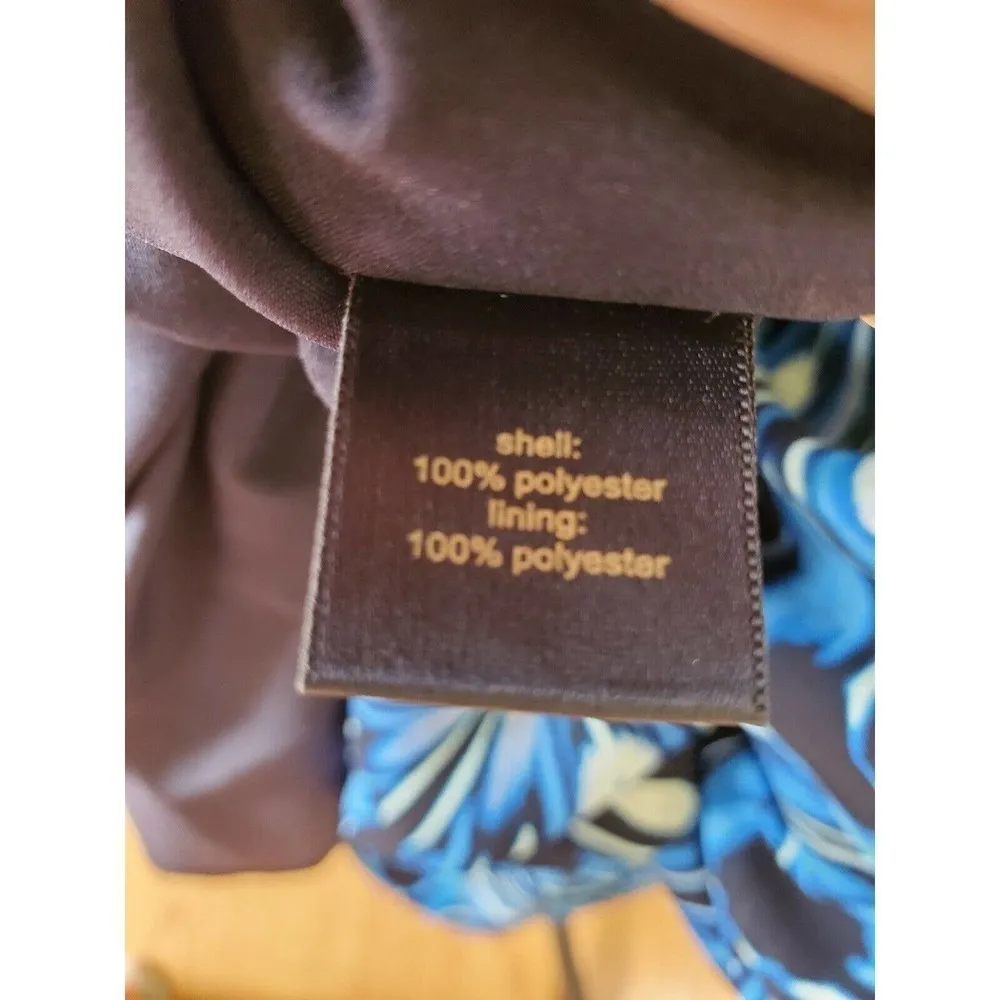 shell:
100% polyester
lining:
100% polyester